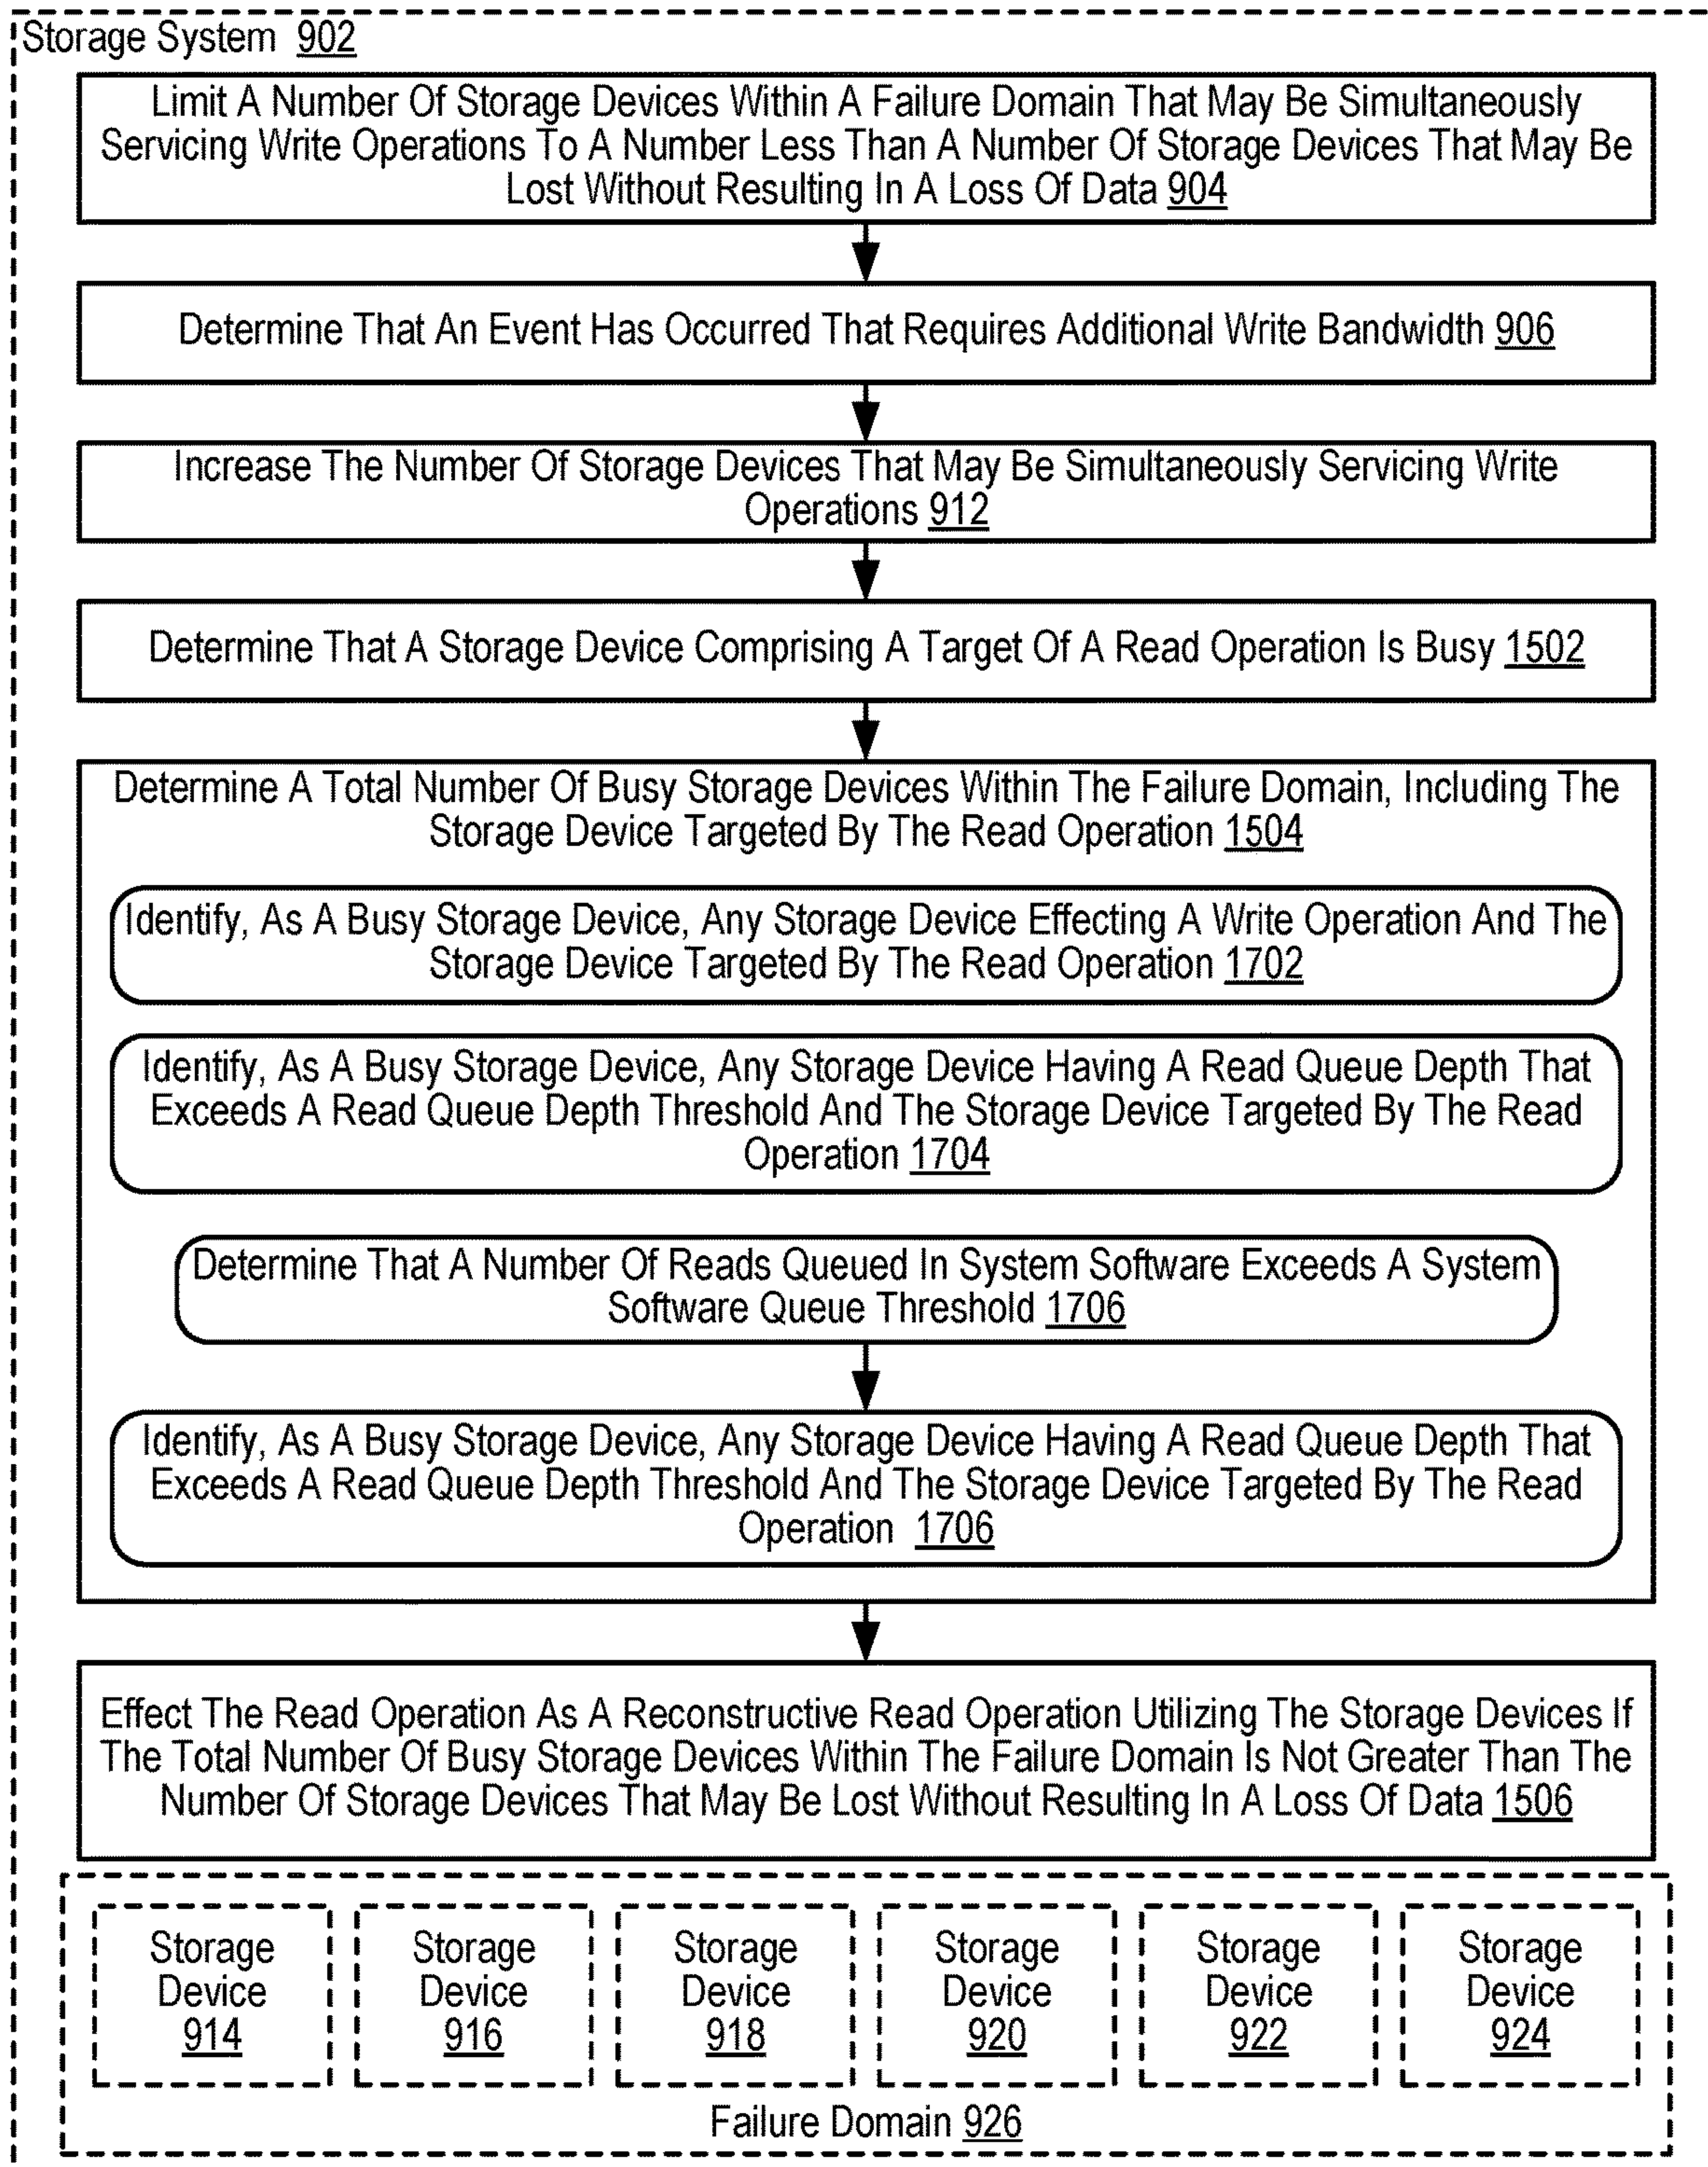 Storage System 902
Limit A Number Of Storage Devices Within A Failure Domain That May Be Simultaneously
Servicing Write Operations To A Number Less Than A Number Of Storage Devices That May Be
Lost Without Resulting In A Loss Of Data 904
Determine That An Event Has Occurred That Requires Additional Write Bandwidth 906
Increase The Number Of Storage Devices That May Be Simultaneously Servicing Write
Operations 912
Determine That A Storage Device Comprising A Target Of A Read Operation Is Busy 1502
Determine A Total Number Of Busy Storage Devices Within The Failure Domain, Including The
Storage Device Targeted By The Read Operation 1504
Identify, As A Busy Storage Device, Any Storage Device Effecting A Write Operation And The
Storage Device Targeted By The Read Operation 1702
Identify, As A Busy Storage Device, Any Storage Device Having A Read Queue Depth That
Exceeds A Read Queue Depth Threshold And The Storage Device Targeted By The Read
Operation 1704
Determine That A Number Of Reads Queued In System Software Exceeds A System
Software Queue Threshold 1706
Identify, As A Busy Storage Device, Any Storage Device Having A Read Queue Depth That
Exceeds A Read Queue Depth Threshold And The Storage Device Targeted By The Read
Operation 1706
Effect The Read Operation As A Reconstructive Read Operation Utilizing The Storage Devices If
The Total Number Of Busy Storage Devices Within The Failure Domain Is Not Greater Than The
Number Of Storage Devices That May Be Lost Without Resulting In A Loss Of Data 1506
Storage
Device
914
Storage
Device
916
Storage
Device
918
Storage
Device
920
Storage
Device
922
Storage
Device
924
Failure Domain 926